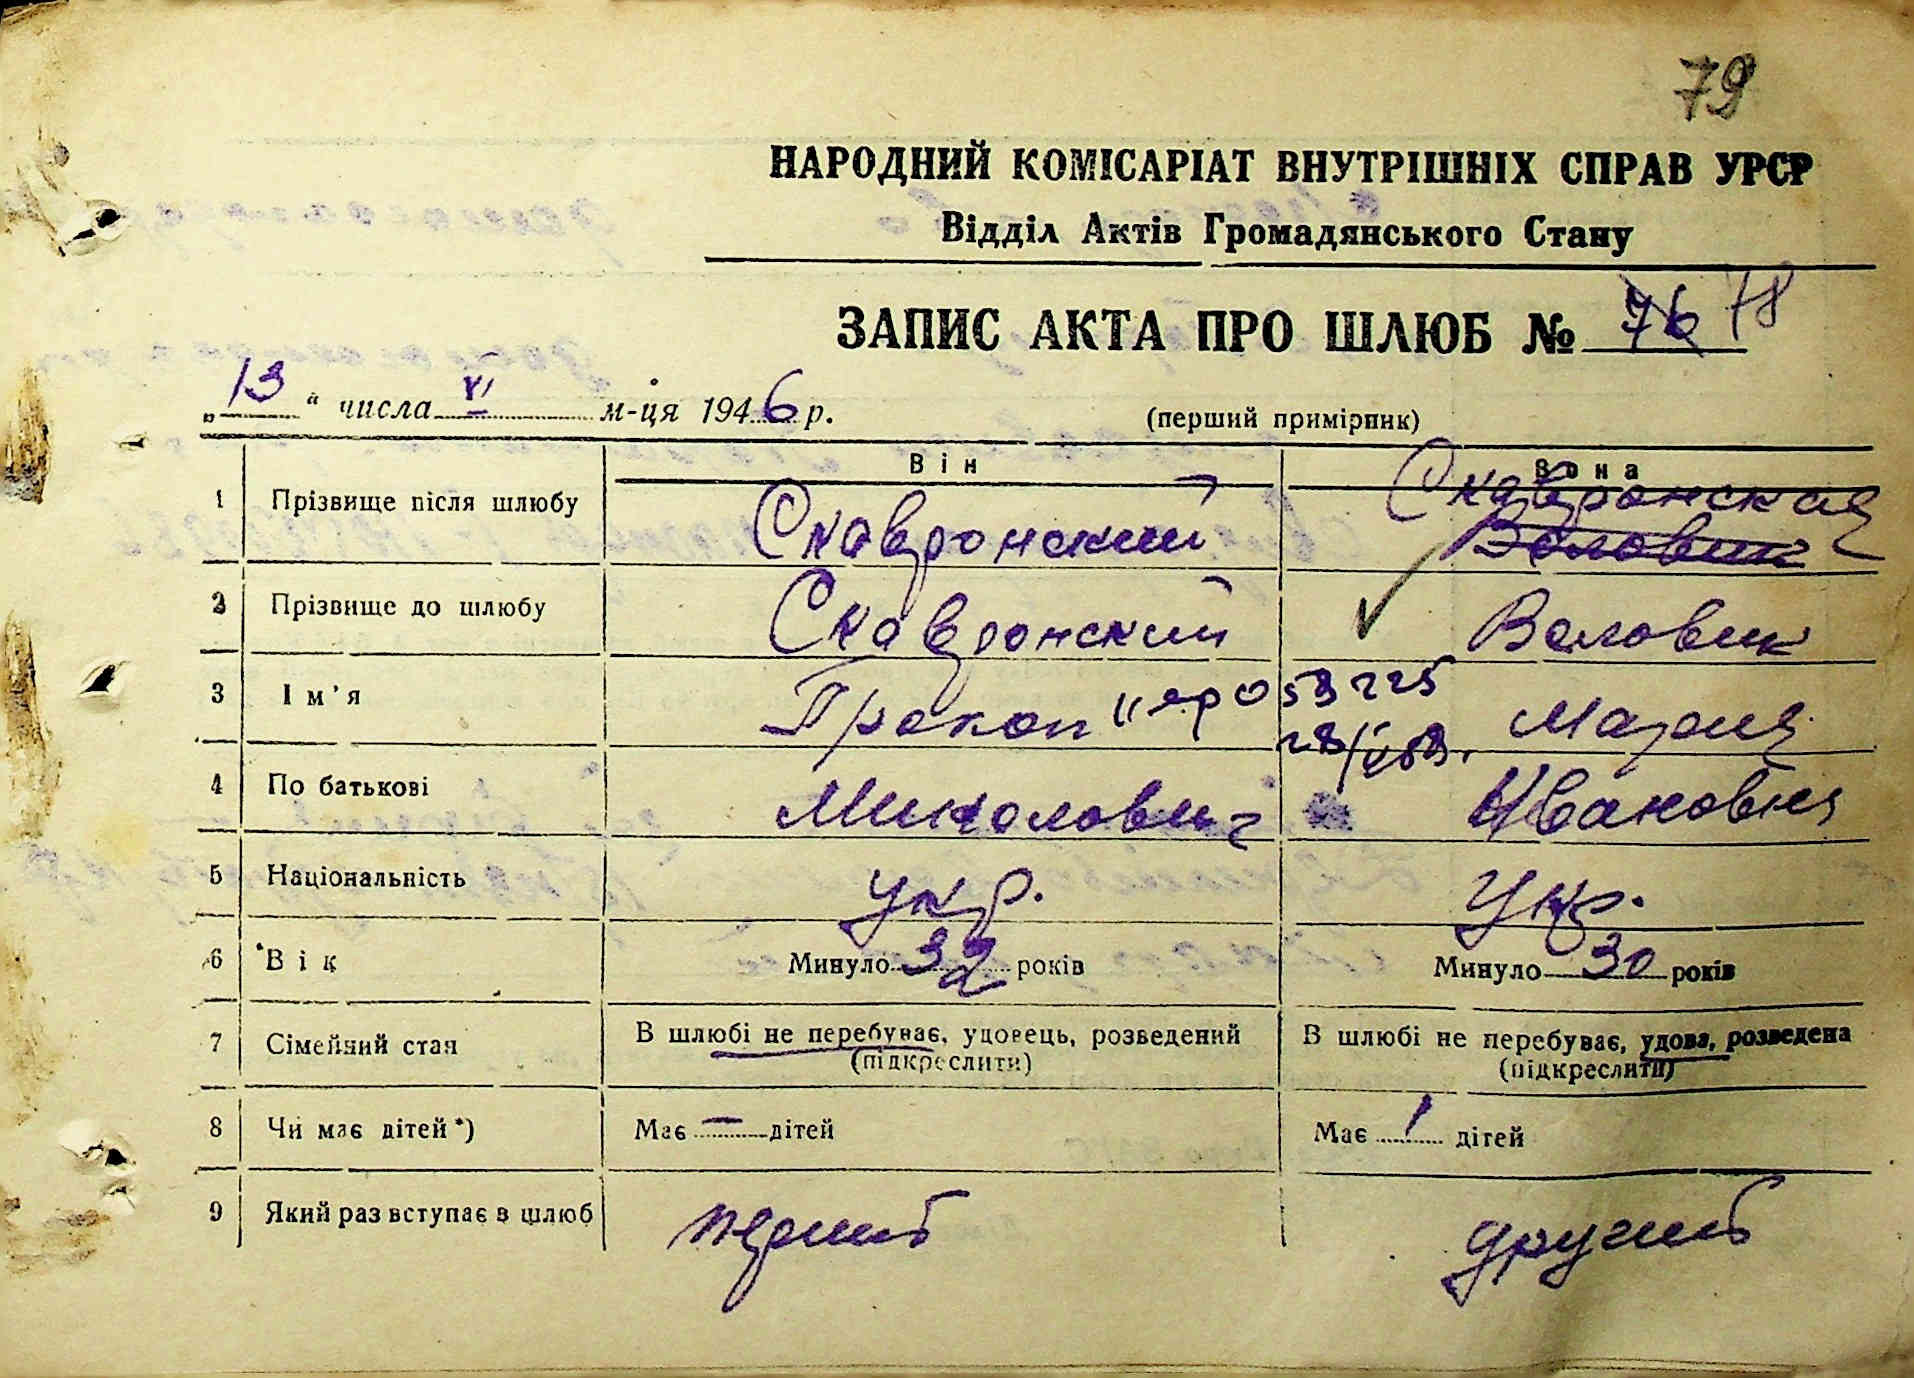 79
НАРОДНИЙ КОМІСАРІАТ ВНУТРІШНІХ СПРАВ УРСР
Відділ Актів Громадянського Стану
ЗАПИС АКТА ПРО ШЛЮБ № 76 78
„13“ числа VI м-ця 1946 р. (перший примірник)
Він Вона
1 Прізвище після шлюбу Скавронский Скавронская
Воловик
2 Прізвище до шлюбу Скавронский Воловик
3 Ім'я Прокоп Мария
4 По батькові Миколович Ивановна
5 Національність укр. Укр.
6 Вік Минуло 32 років Минуло 30 років
7 Сімейний стан В шлюбі не перебуває, удовець, розведений В шлюбі не перебуває, удова, розведена
(підкреслити) (підкреслити)
8 Чи має дітей*) Має — дітей Має 1 дітей
9 Який раз вступає в шлюб перший другий